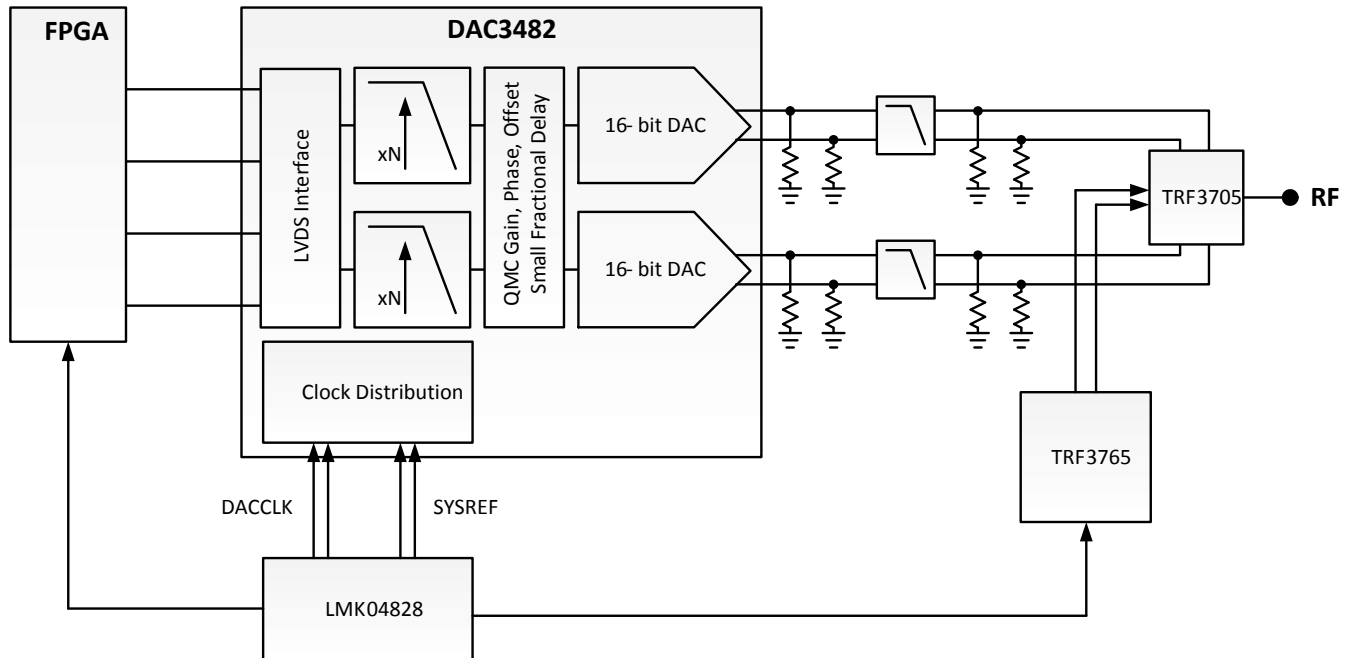 FPGA
DAC3482
LVDS Interface
xN
xN
QMC Gain, Phase, Offset
Small Fractional Delay
16- bit DAC
16- bit DAC
TRF3705
RF
Clock Distribution
TRF3765
DACCLK
SYSREF
LMK04828